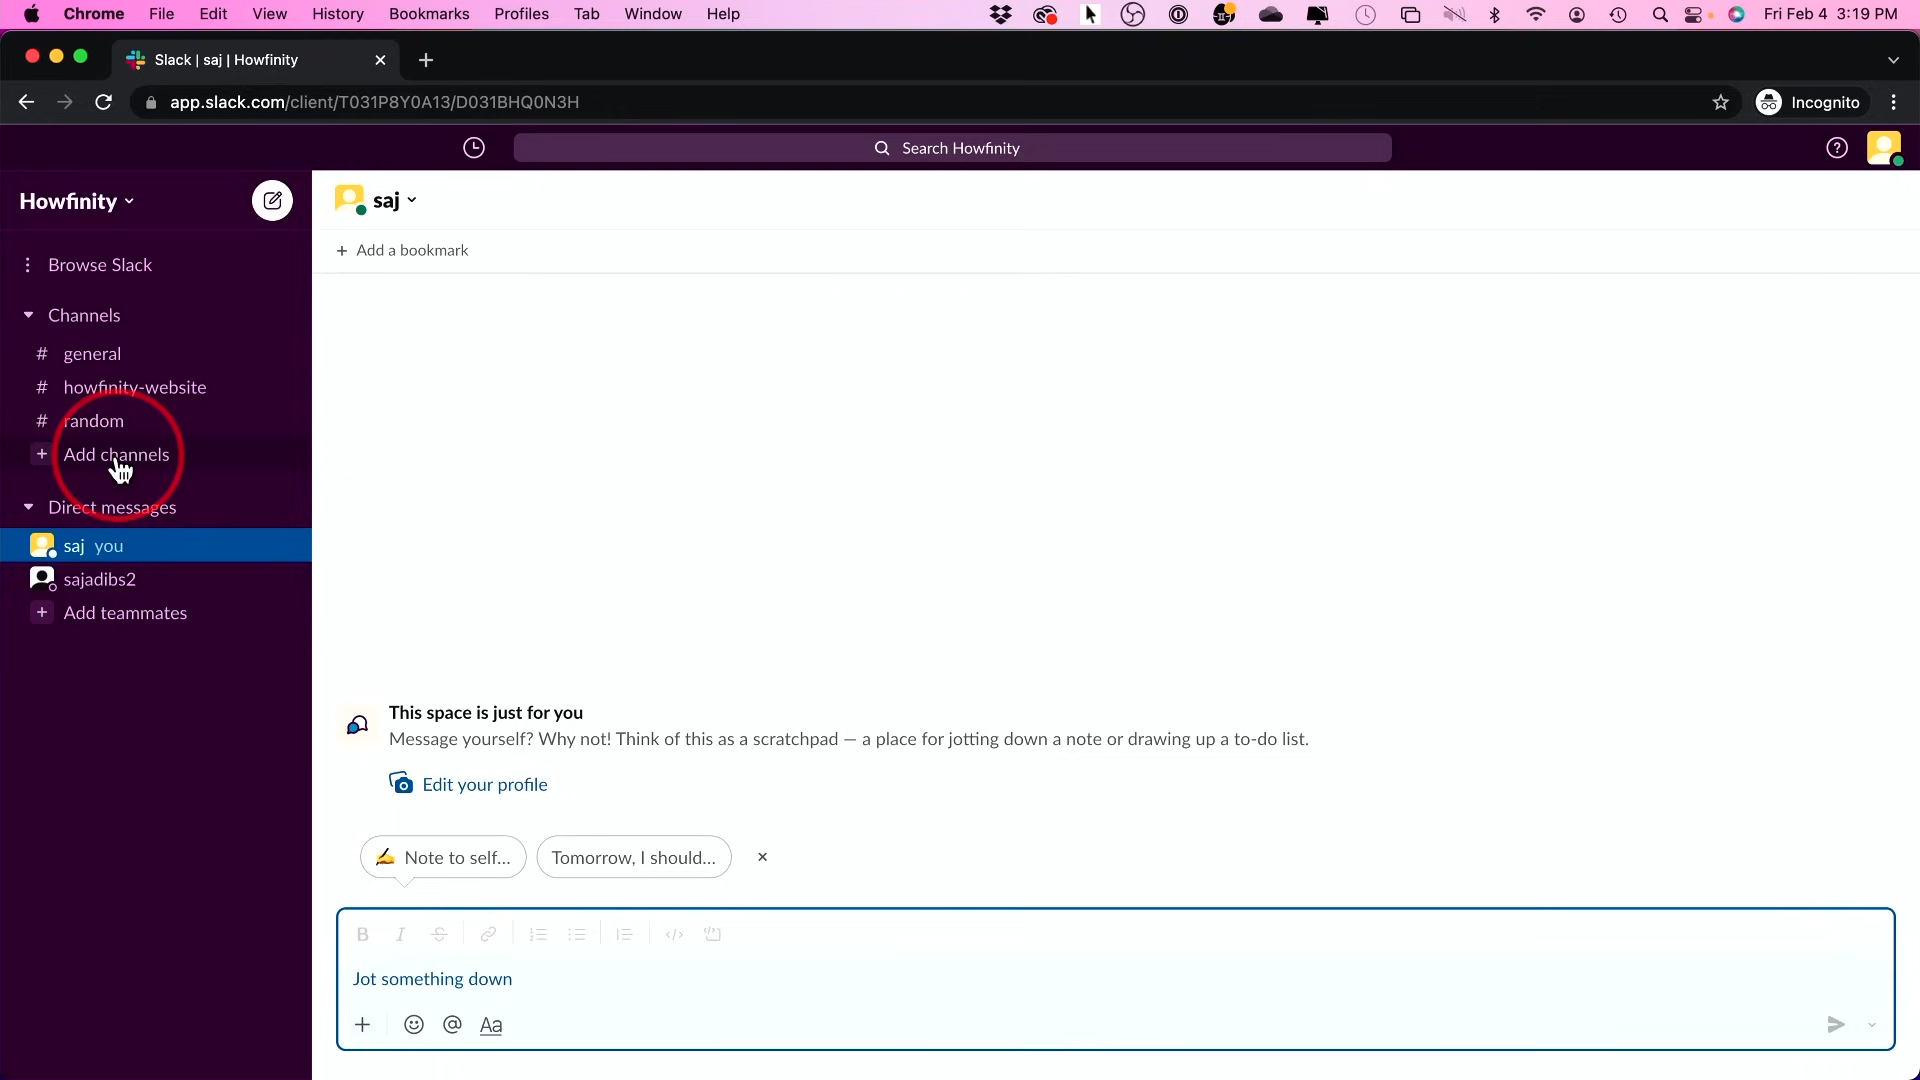 Chrome File Edit View History Bookmarks Profiles Tab Window Help Fri Feb 4 3:19 PM
Slack | saj | Howfinity
app.slack.com/client/T031P8Y0A13/D031BHQ0N3H Incognito
Search Howfinity
Howfinity
saj
+ Add a bookmark
Browse Slack
Channels
# general
# howfinity-website
# random
+ Add channels
Direct messages
saj you
sajadibs2
+ Add teammates
This space is just for you
Message yourself? Why not! Think of this as a scratchpad — a place for jotting down a note or drawing up a to-do list.
Edit your profile
✍️ Note to self... Tomorrow, I should...
B I S
Jot something down
+ @ Aa